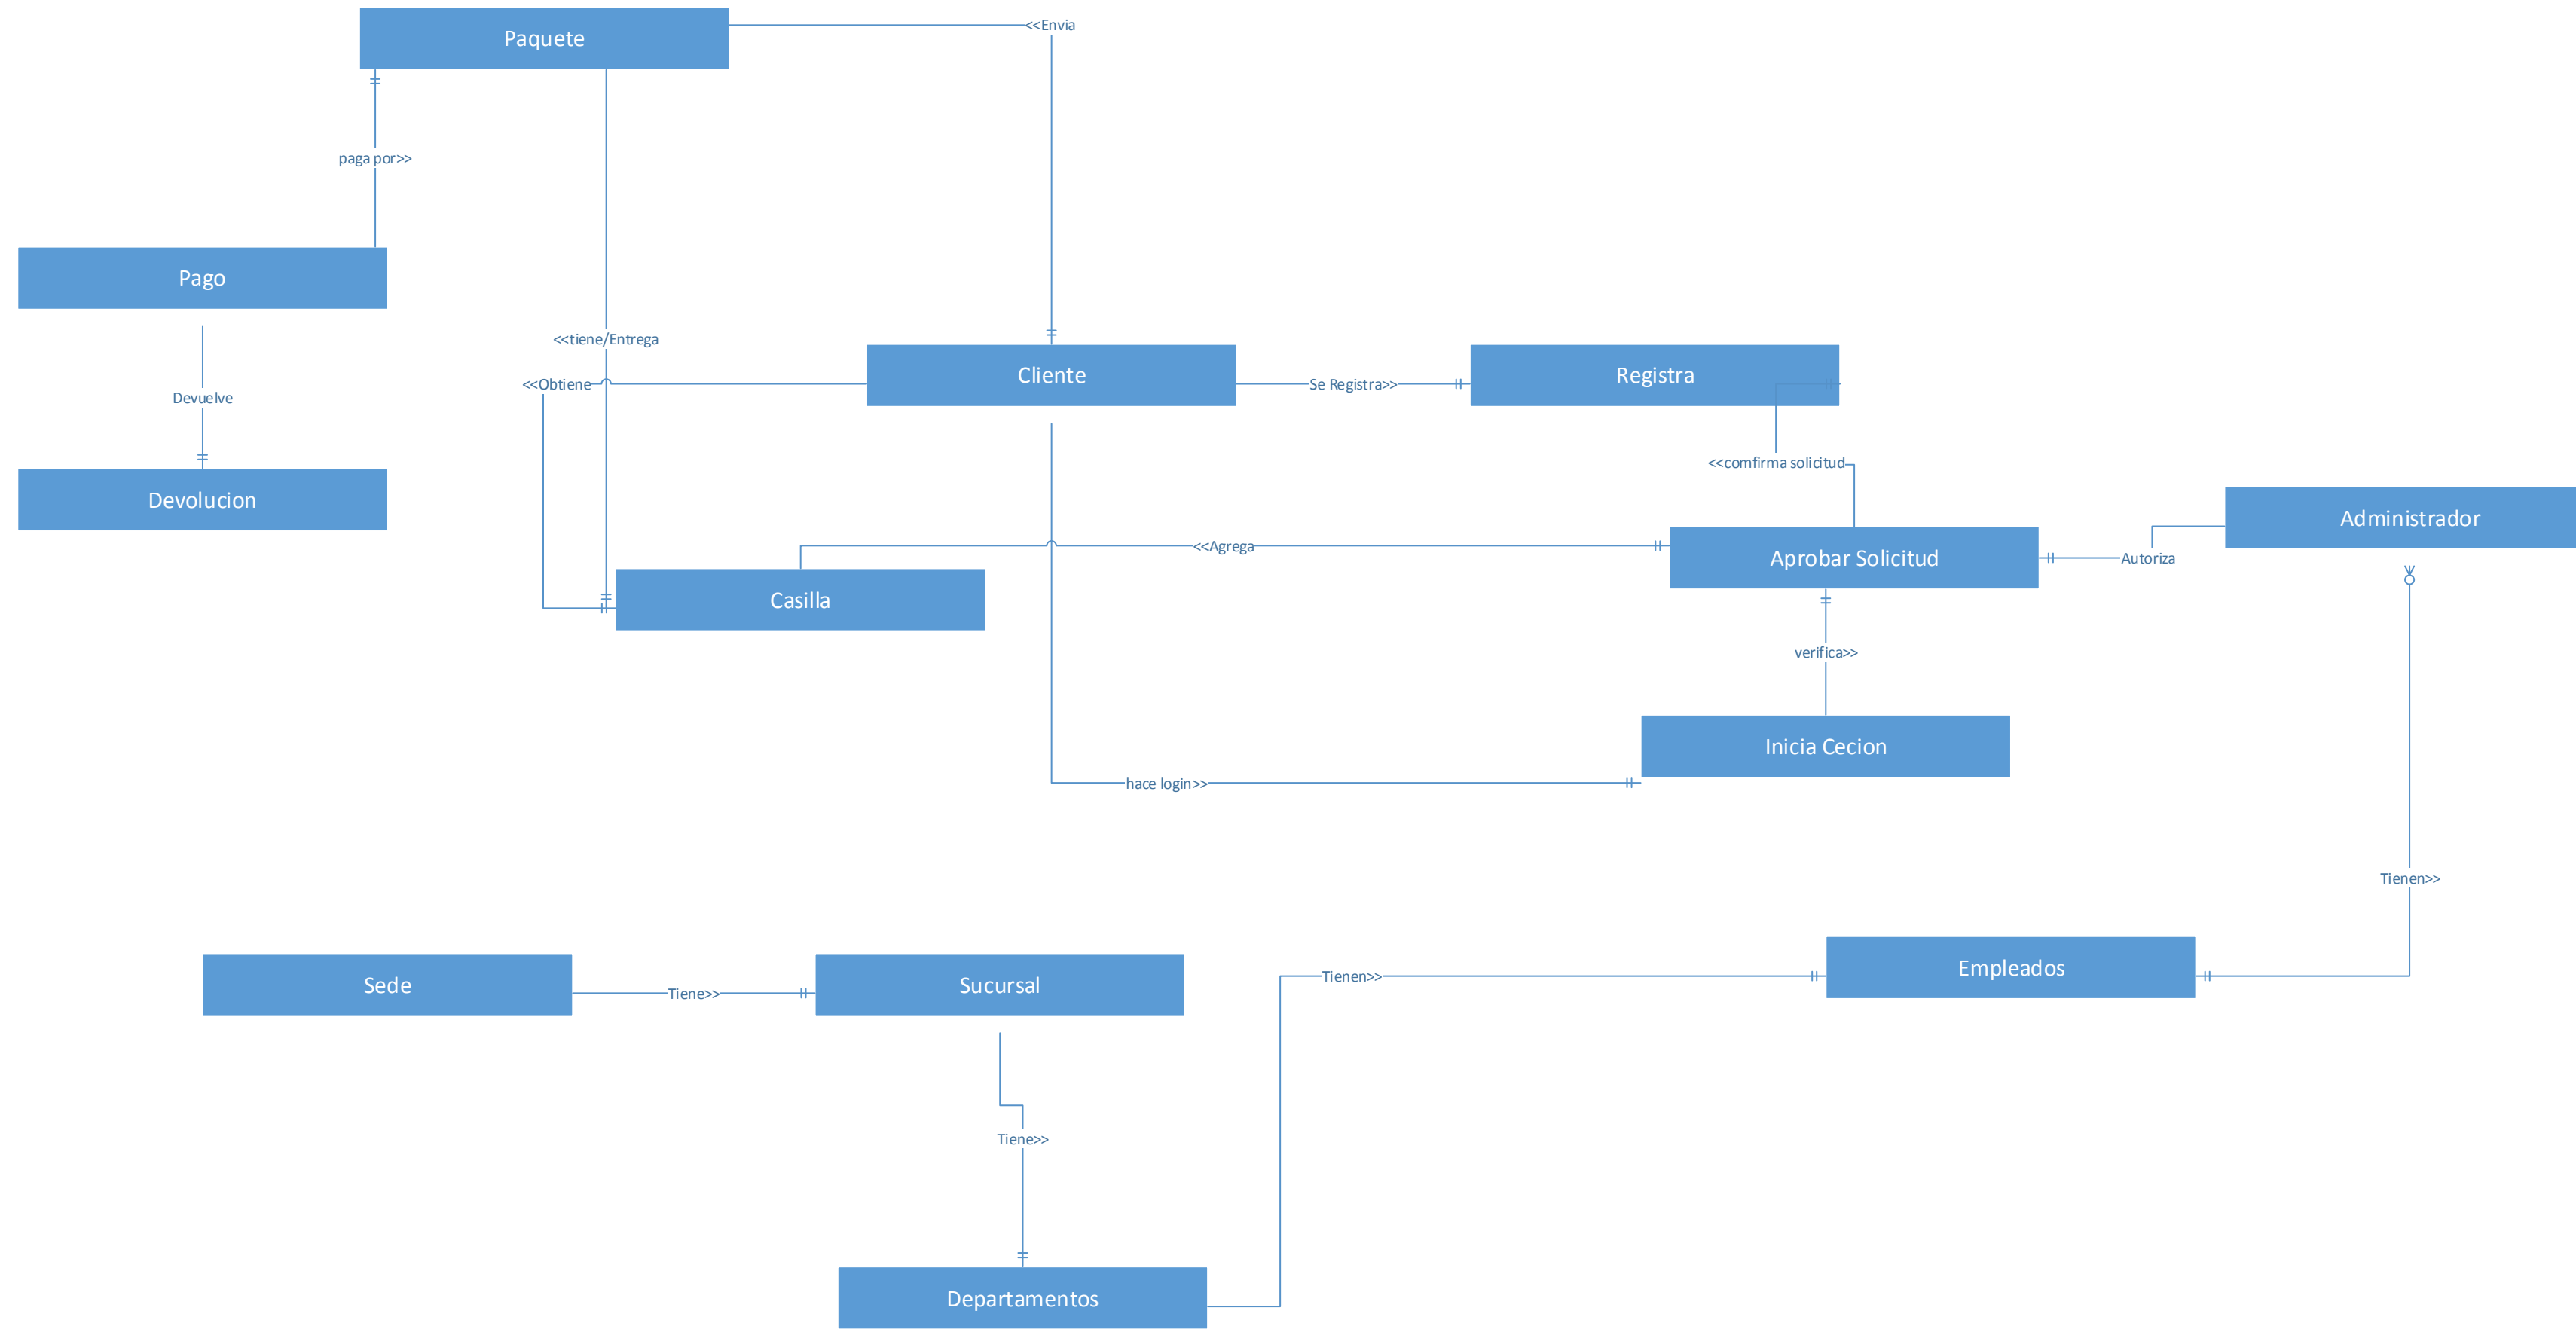 Paquete
<<Envia
paga por>>
Pago
<<tiene/Entrega
Cliente
Se Registra>>
Registra
<<Obtiene
Devuelve
<<comfirma solicitud
Devolucion
Administrador
<<Agrega
Aprobar Solicitud
Autoriza
Casilla
verifica>>
Inicia Cecion
hace login>>
Tienen>>
Empleados
Sede
Tiene>>
Sucursal
Tienen>>
Tiene>>
Departamentos